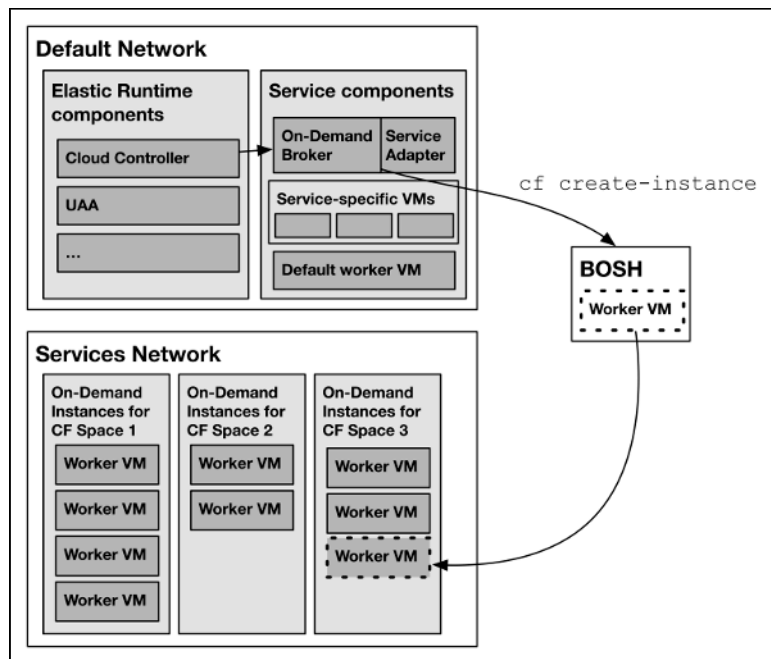 Default Network
Elastic Runtime
components
Cloud Controller
UAA
...
Service components
On-Demand
Broker
Service
Adapter
Service-specific VMs
Default worker VM
cf create-instance
BOSH
Worker VM
Services Network
On-Demand
Instances for
CF Space 1
Worker VM
Worker VM
Worker VM
Worker VM
On-Demand
Instances for
CF Space 2
Worker VM
Worker VM
On-Demand
Instances for
CF Space 3
Worker VM
Worker VM
Worker VM